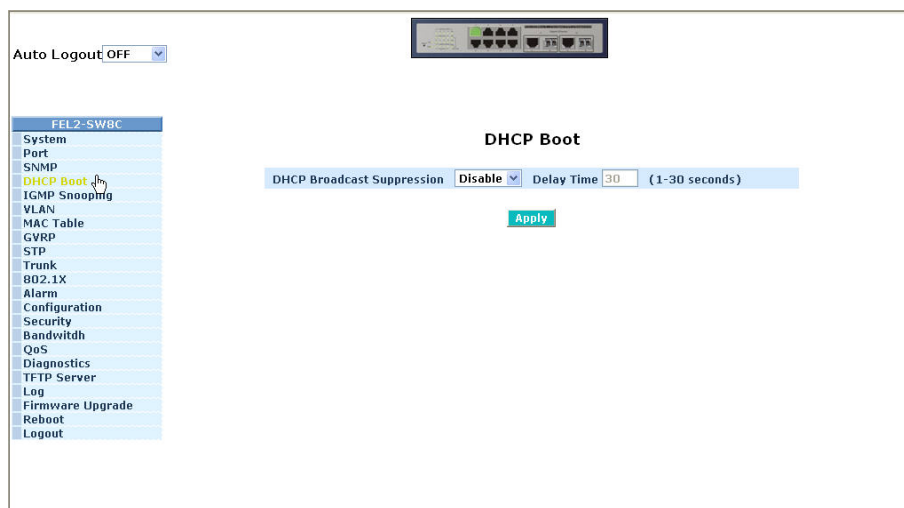 Auto Logout OFF
FEL2-SW8C
System
Port
SNMP
DHCP Boot
IGMP Snooping
VLAN
MAC Table
GVRP
STP
Trunk
802.1X
Alarm
Configuration
Security
Bandwitdh
QoS
Diagnostics
TFTP Server
Log
Firmware Upgrade
Reboot
Logout
DHCP Boot
DHCP Broadcast Suppression Disable Delay Time 30 (1-30 seconds)
Apply